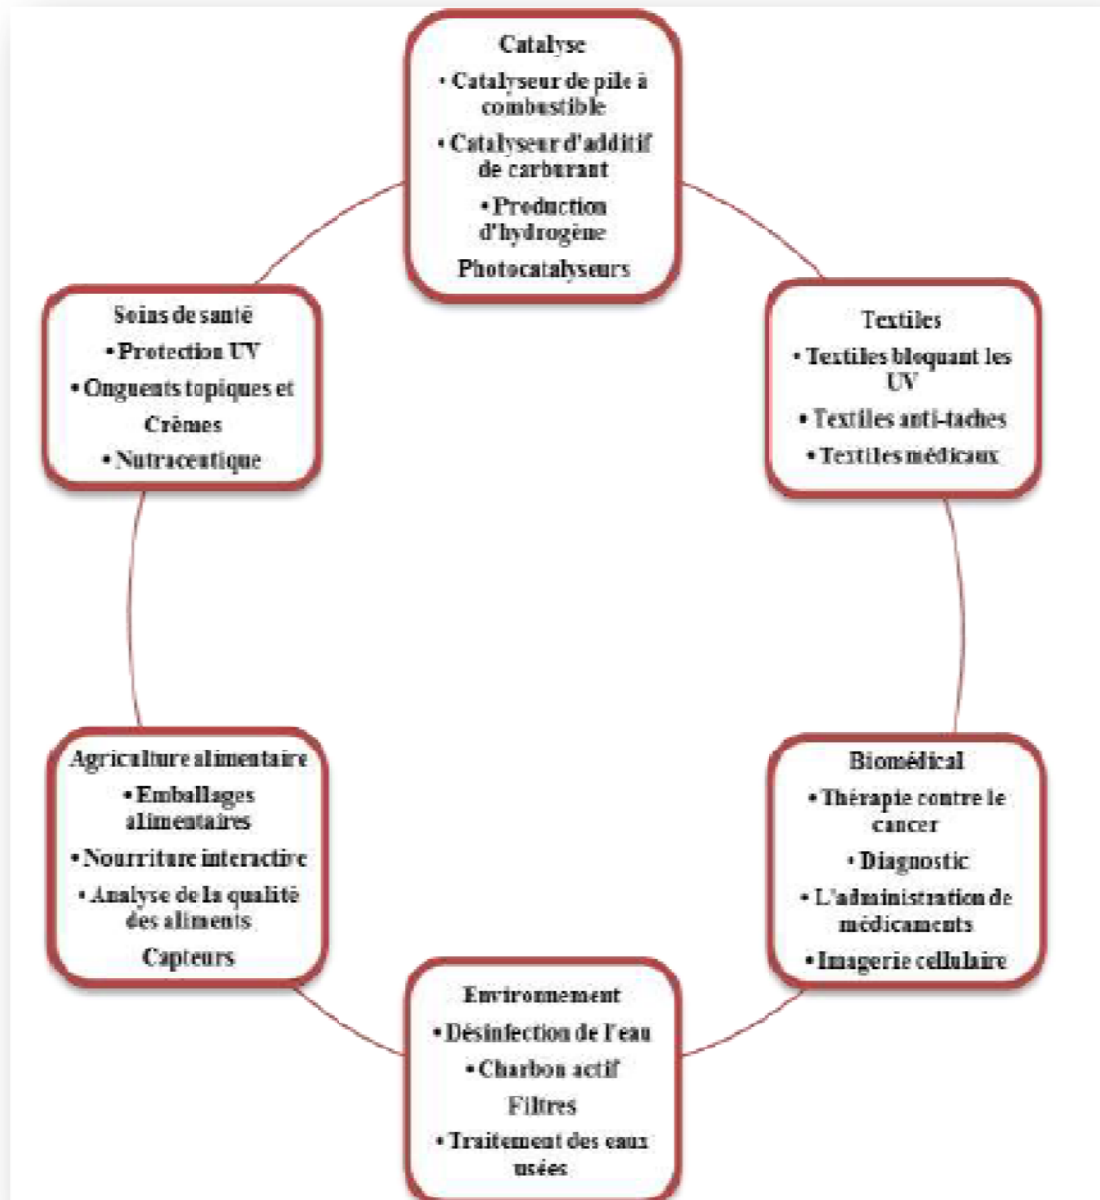 Catalyse
• Catalyseur de pile à
combustible
• Catalyseur d'additif
de carburant
• Production
d'hydrogène
Photocatalyseurs
Textiles
• Textiles bloquant les
UV
• Textiles anti-taches
• Textiles médicaux
Biomédical
• Thérapie contre le
cancer
• Diagnostic
• L'administration de
médicaments
• Imagerie cellulaire
Environnement
• Désinfection de l'eau
• Charbon actif
Filtres
• Traitement des eaux
usées
Agriculture alimentaire
• Emballages
alimentaires
• Nourriture interactive
• Analyse de la qualité
des aliments
Capteurs
Soins de santé
• Protection UV
• Onguents topiques et
Crèmes
• Nutraceutique